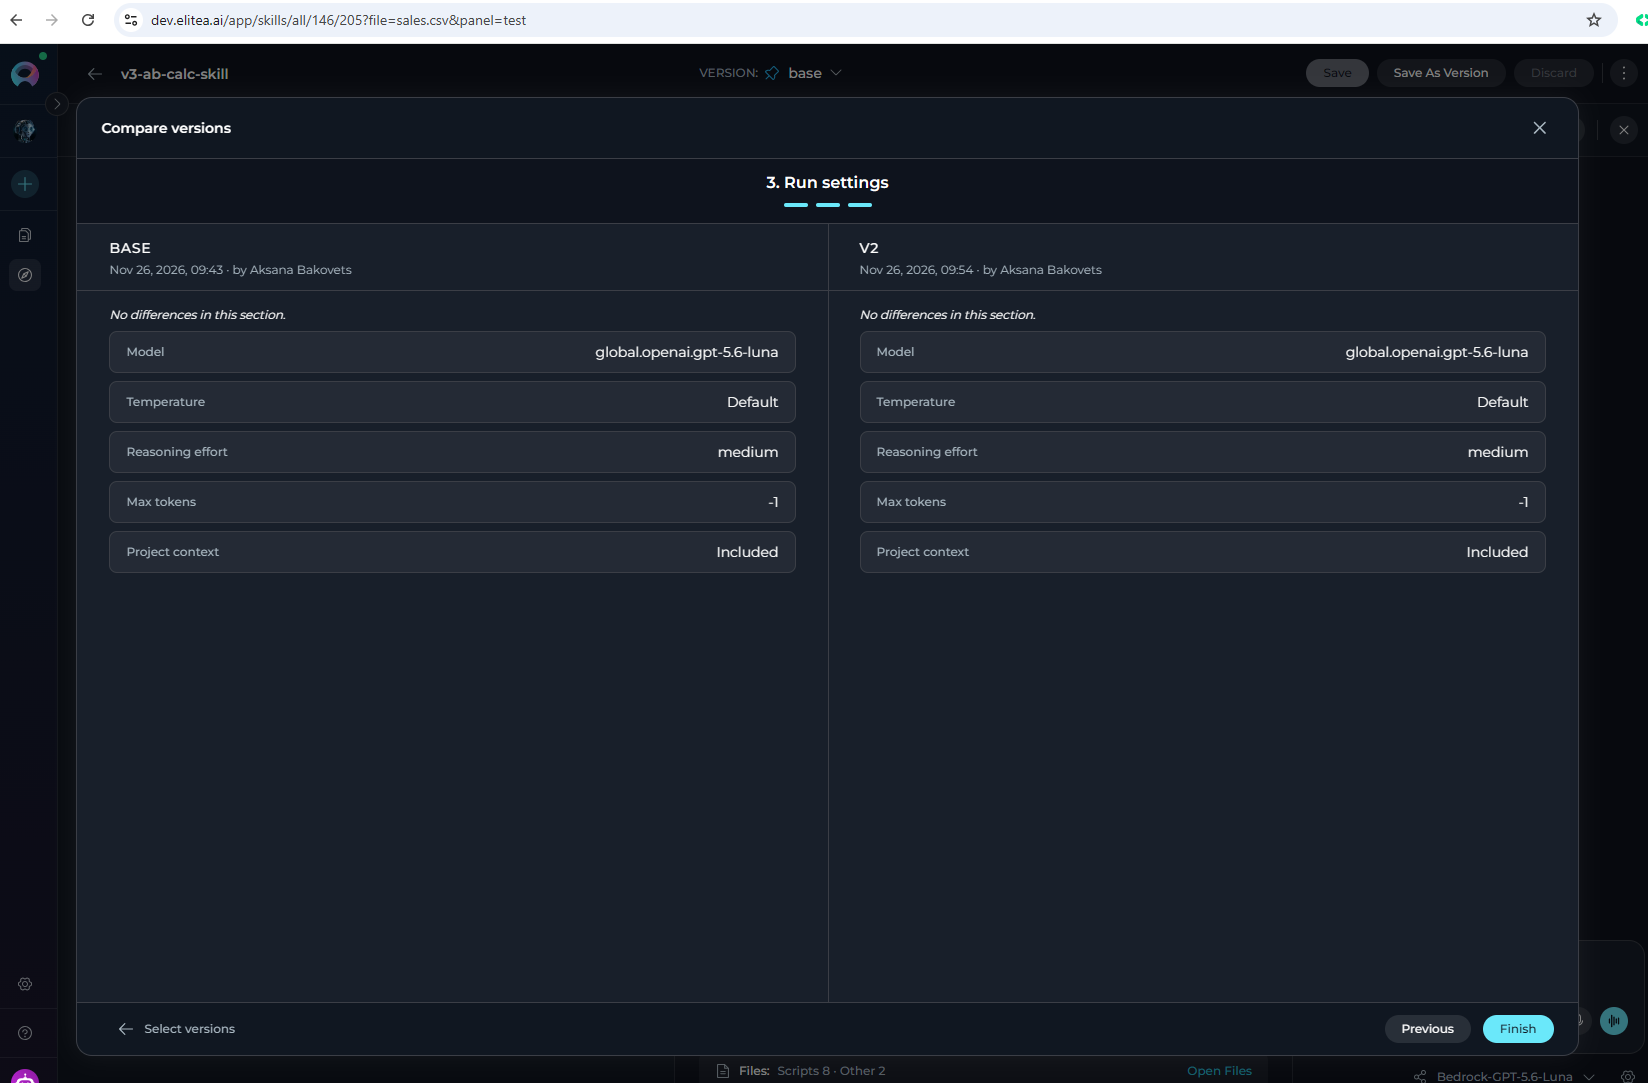 dev.elitea.ai/app/skills/all/146/205?file=sales.csv&panel=test
v3-ab-calc-skill
VERSION: base
Save
Save As Version
Discard
Compare versions
3. Run settings
BASE
Nov 26, 2026, 09:43 · by Aksana Bakovets
No differences in this section.
Model global.openai.gpt-5.6-luna
Temperature Default
Reasoning effort medium
Max tokens -1
Project context Included
V2
Nov 26, 2026, 09:54 · by Aksana Bakovets
No differences in this section.
Model global.openai.gpt-5.6-luna
Temperature Default
Reasoning effort medium
Max tokens -1
Project context Included
Select versions
Previous
Finish
Files: Scripts 8 · Other 2
Open Files
Bedrock-GPT-5.6-Luna